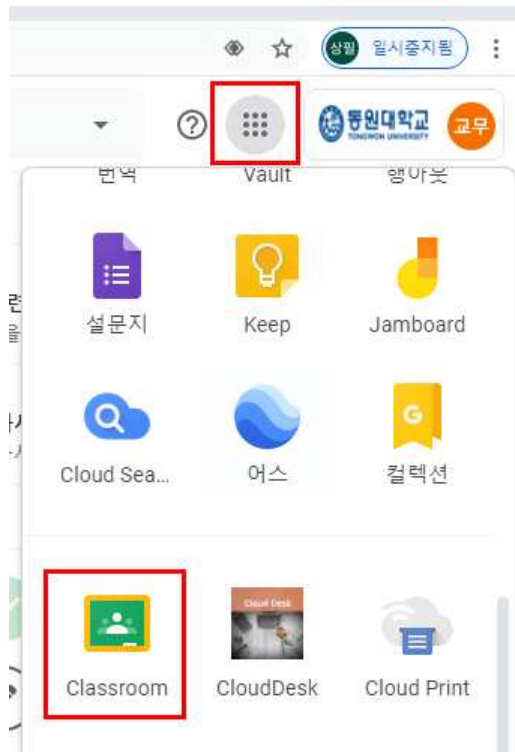 상필 일시중지됨
동원대학교 교무
TONGWON UNIVERSITY
번역 Vault 행아웃
설문지 Keep Jamboard
Cloud Sea... 어스 컬렉션
Cloud Desk
Classroom CloudDesk Cloud Print